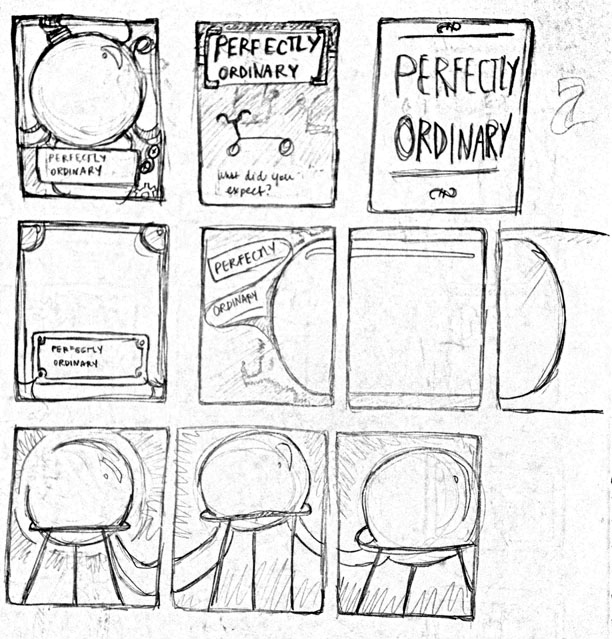 PERFECTLY
ORDINARY
PERFECTLY
ORDINARY
What did you
expect?
PERFECTLY
ORDINARY
2
PERFECTLY
ORDINARY
PERFECTLY
ORDINARY